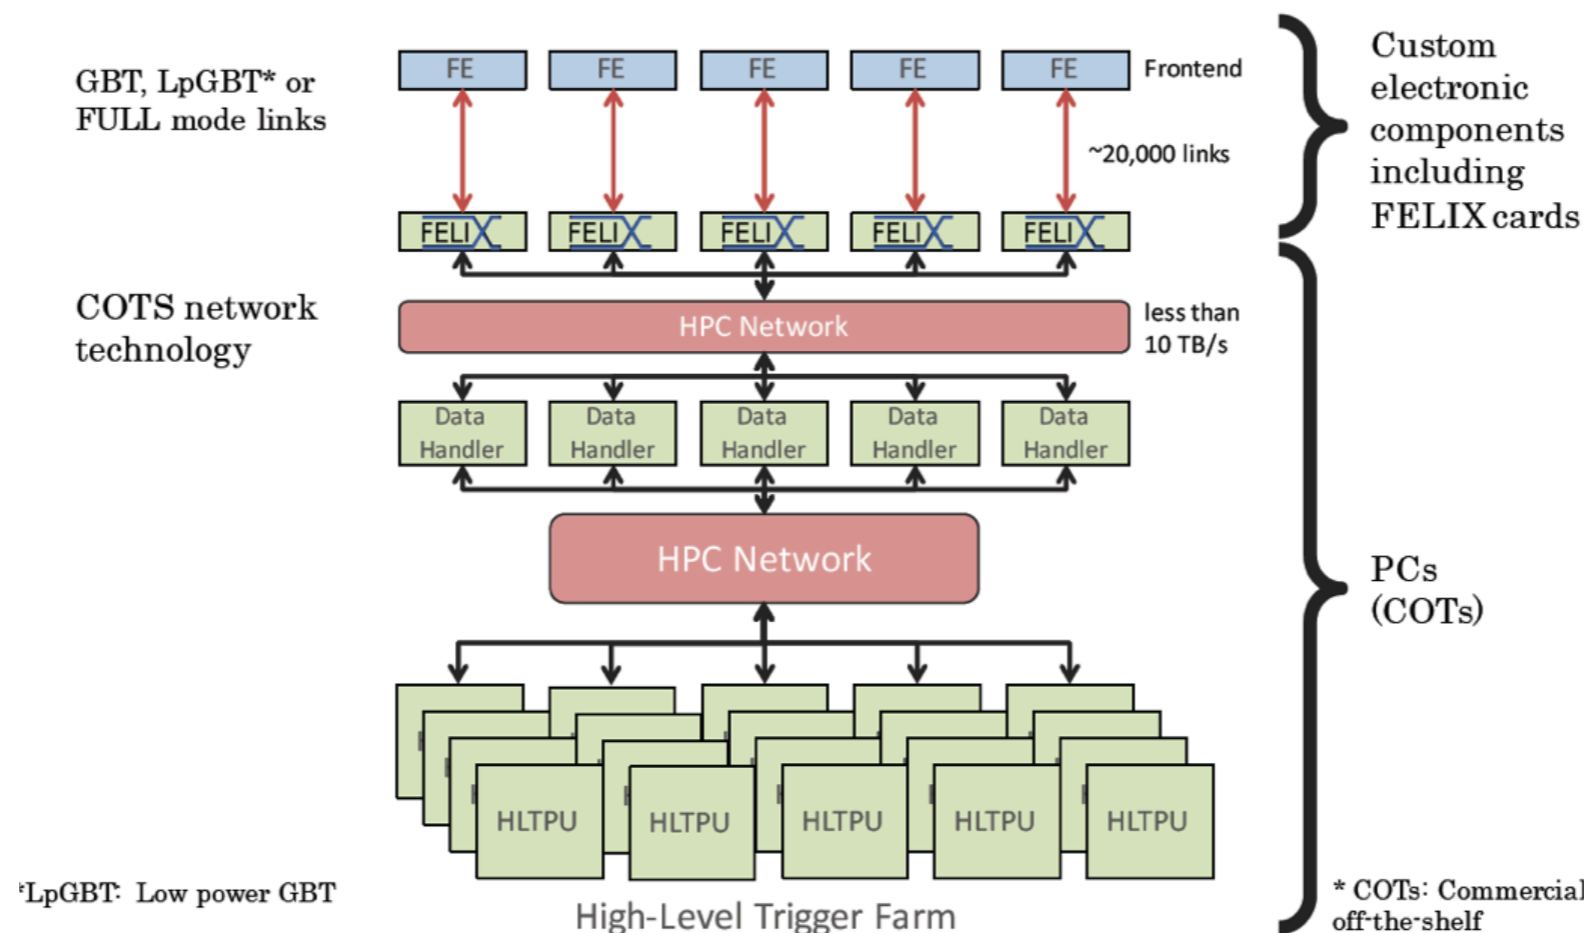 GBT, LpGBT* or
FULL mode links
FE
FE
FE
FE
FE
Frontend
~20,000 links
Custom
electronic
components
including
FELIX cards
FELIX
FELIX
FELIX
FELIX
FELIX
COTS network
technology
HPC Network
less than
10 TB/s
Data
Handler
Data
Handler
Data
Handler
Data
Handler
Data
Handler
HPC Network
PCs
(COTs)
HLTPU
HLTPU
HLTPU
HLTPU
HLTPU
*LpGBT: Low power GBT
High-Level Trigger Farm
* COTs: Commercial
off-the-shelf